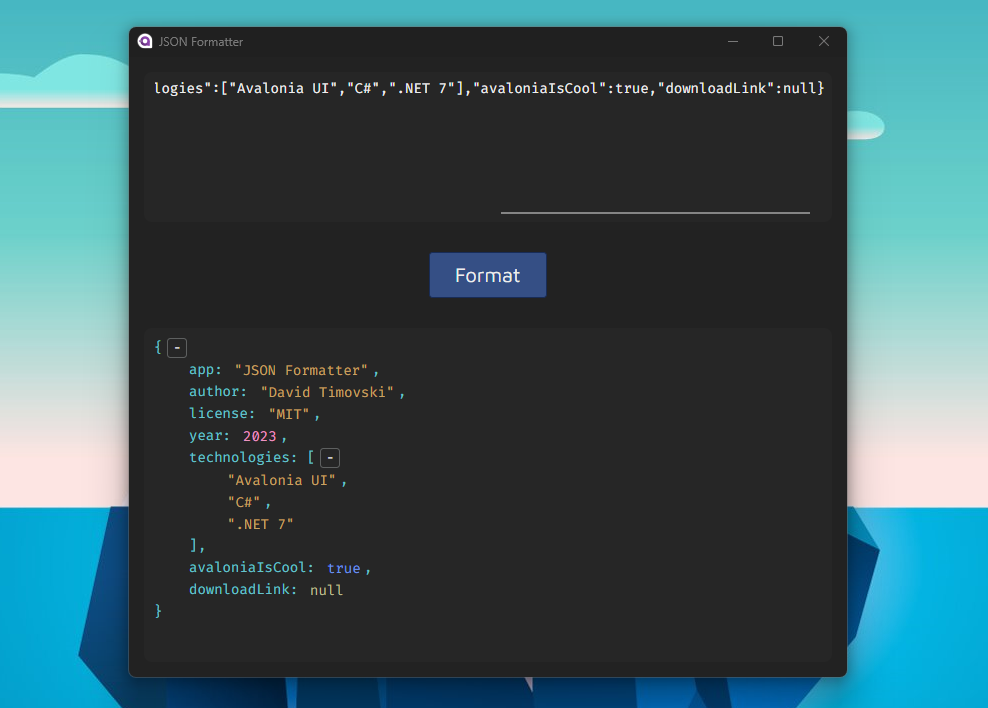 JSON Formatter
logies":["Avalonia UI","C#",".NET 7"],"avaloniaIsCool":true,"downloadLink":null}
Format
{ -
app: "JSON Formatter",
author: "David Timovski",
license: "MIT",
year: 2023,
technologies: [ -
"Avalonia UI",
"C#",
".NET 7"
],
avaloniaIsCool: true,
downloadLink: null
}